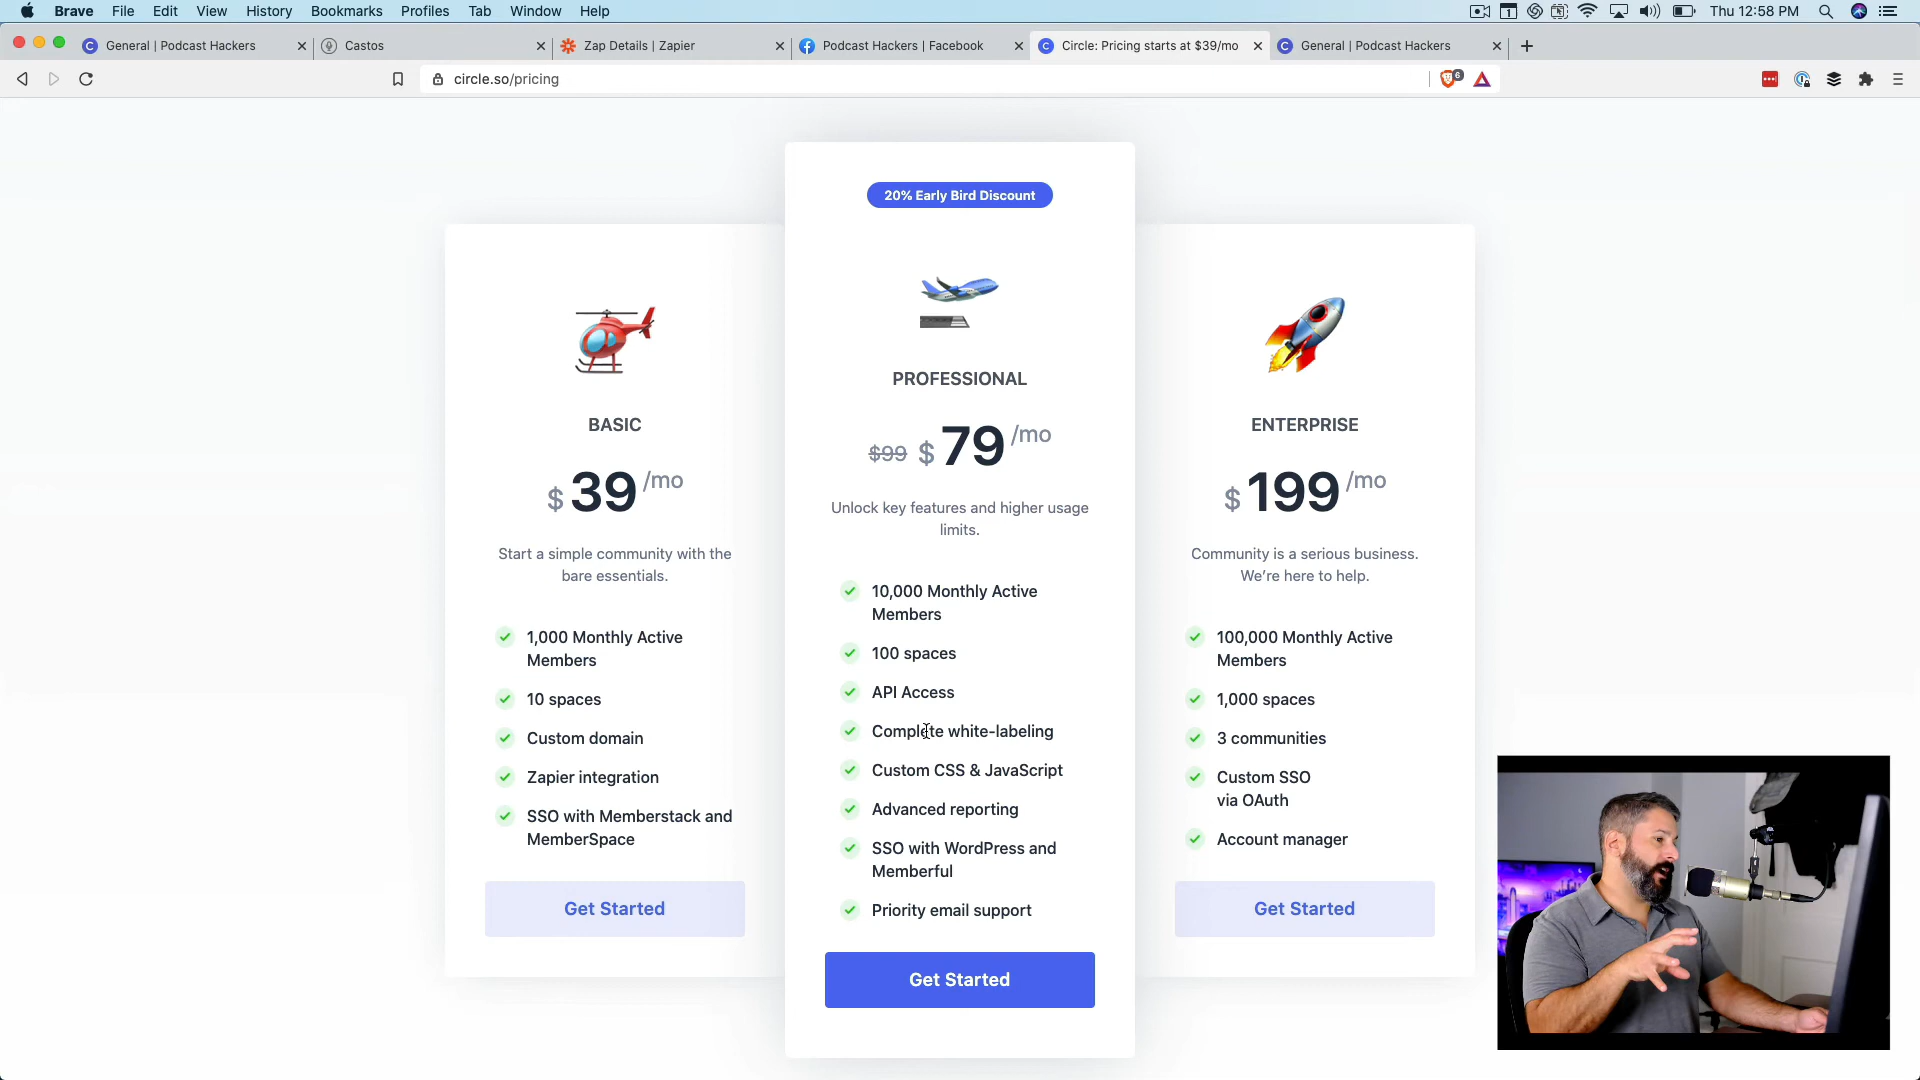 Brave File Edit View History Bookmarks Profiles Tab Window Help
1
Thu 12:58 PM
General | Podcast Hackers
Castos
Zap Details | Zapier
Podcast Hackers | Facebook
Circle: Pricing starts at $39/mo
General | Podcast Hackers
circle.so/pricing
6
BASIC
$39/mo
Start a simple community with the
bare essentials.
1,000 Monthly Active
Members
10 spaces
Custom domain
Zapier integration
SSO with Memberstack and
MemberSpace
Get Started
20% Early Bird Discount
PROFESSIONAL
$99 $79/mo
Unlock key features and higher usage
limits.
10,000 Monthly Active
Members
100 spaces
API Access
Complete white-labeling
Custom CSS & JavaScript
Advanced reporting
SSO with WordPress and
Memberful
Priority email support
Get Started
ENTERPRISE
$199/mo
Community is a serious business.
We’re here to help.
100,000 Monthly Active
Members
1,000 spaces
3 communities
Custom SSO
via OAuth
Account manager
Get Started